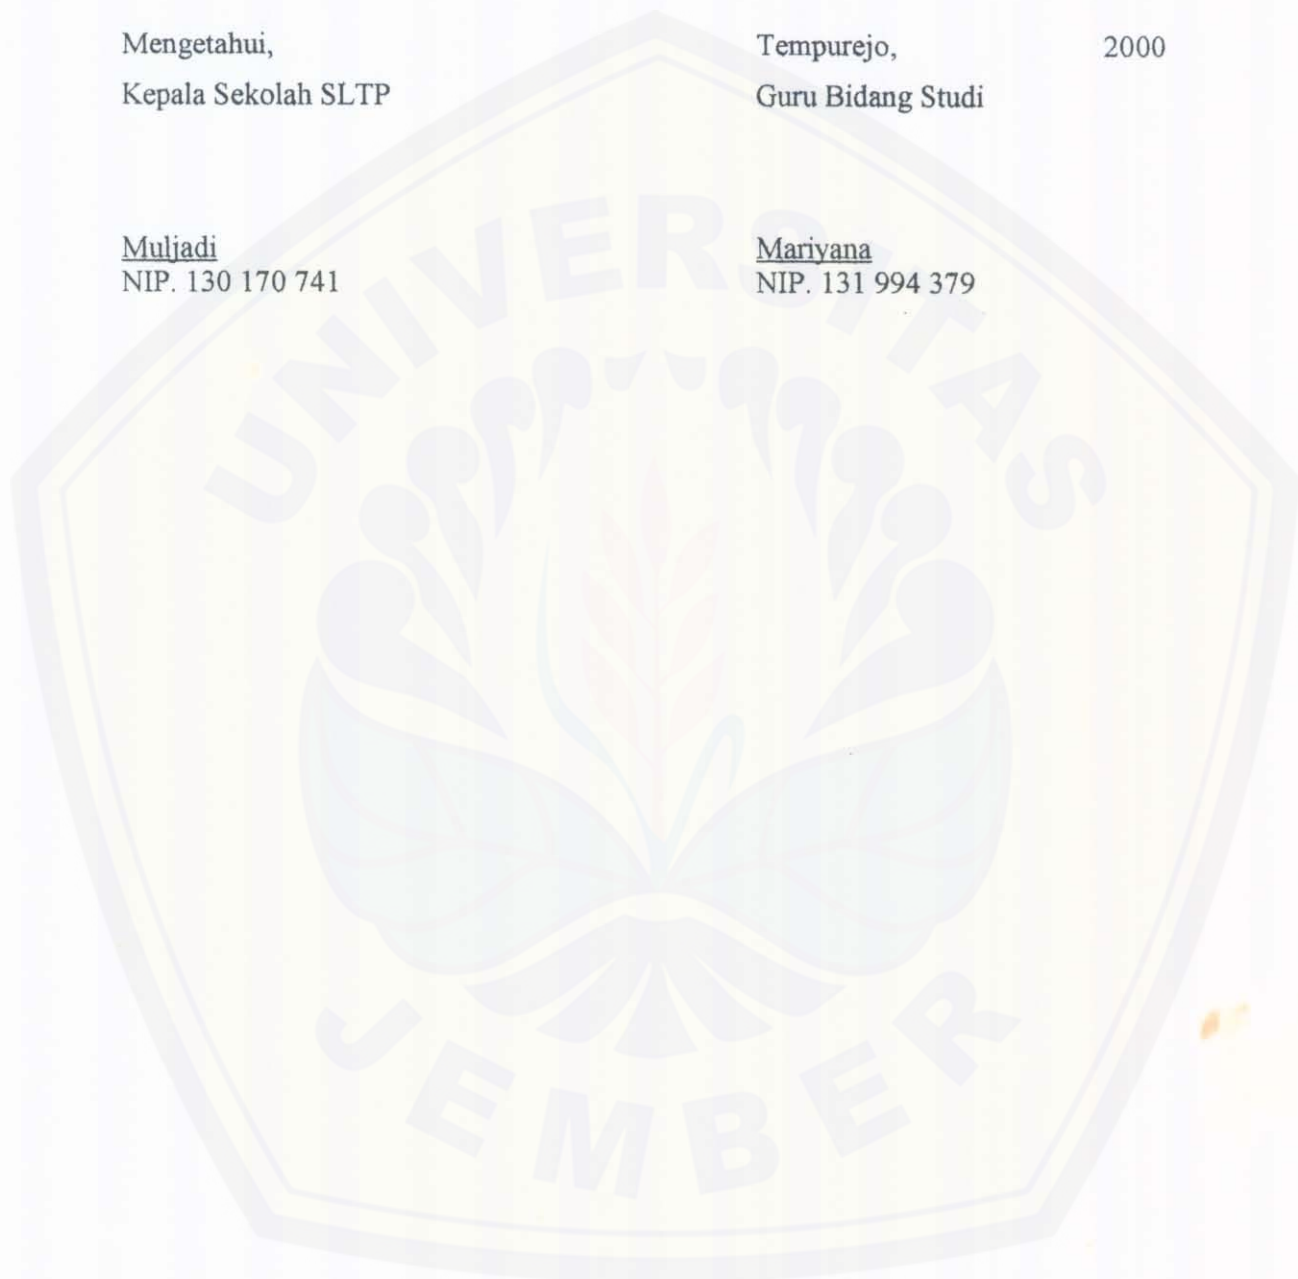 Mengetahui,
Tempurejo, 2000
Kepala Sekolah SLTP
Guru Bidang Studi
Muljadi
Mariyana
NIP. 130 170 741
NIP. 131 994 379
UNIVERSITAS
JEMBER